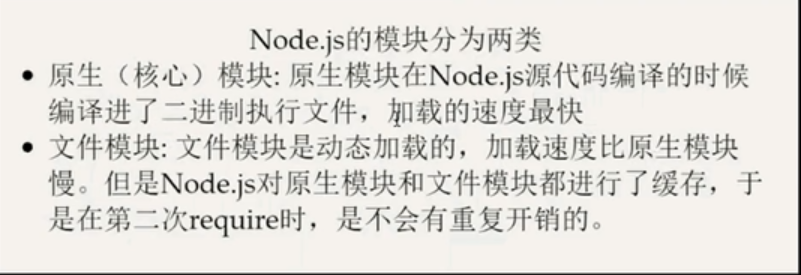 Node.js的模块分为两类
• 原生（核心）模块: 原生模块在Node.js源代码编译的时候
编译进了二进制执行文件，加载的速度最快
• 文件模块: 文件模块是动态加载的，加载速度比原生模块
慢。但是Node.js对原生模块和文件模块都进行了缓存，于
是在第二次require时，是不会有重复开销的。